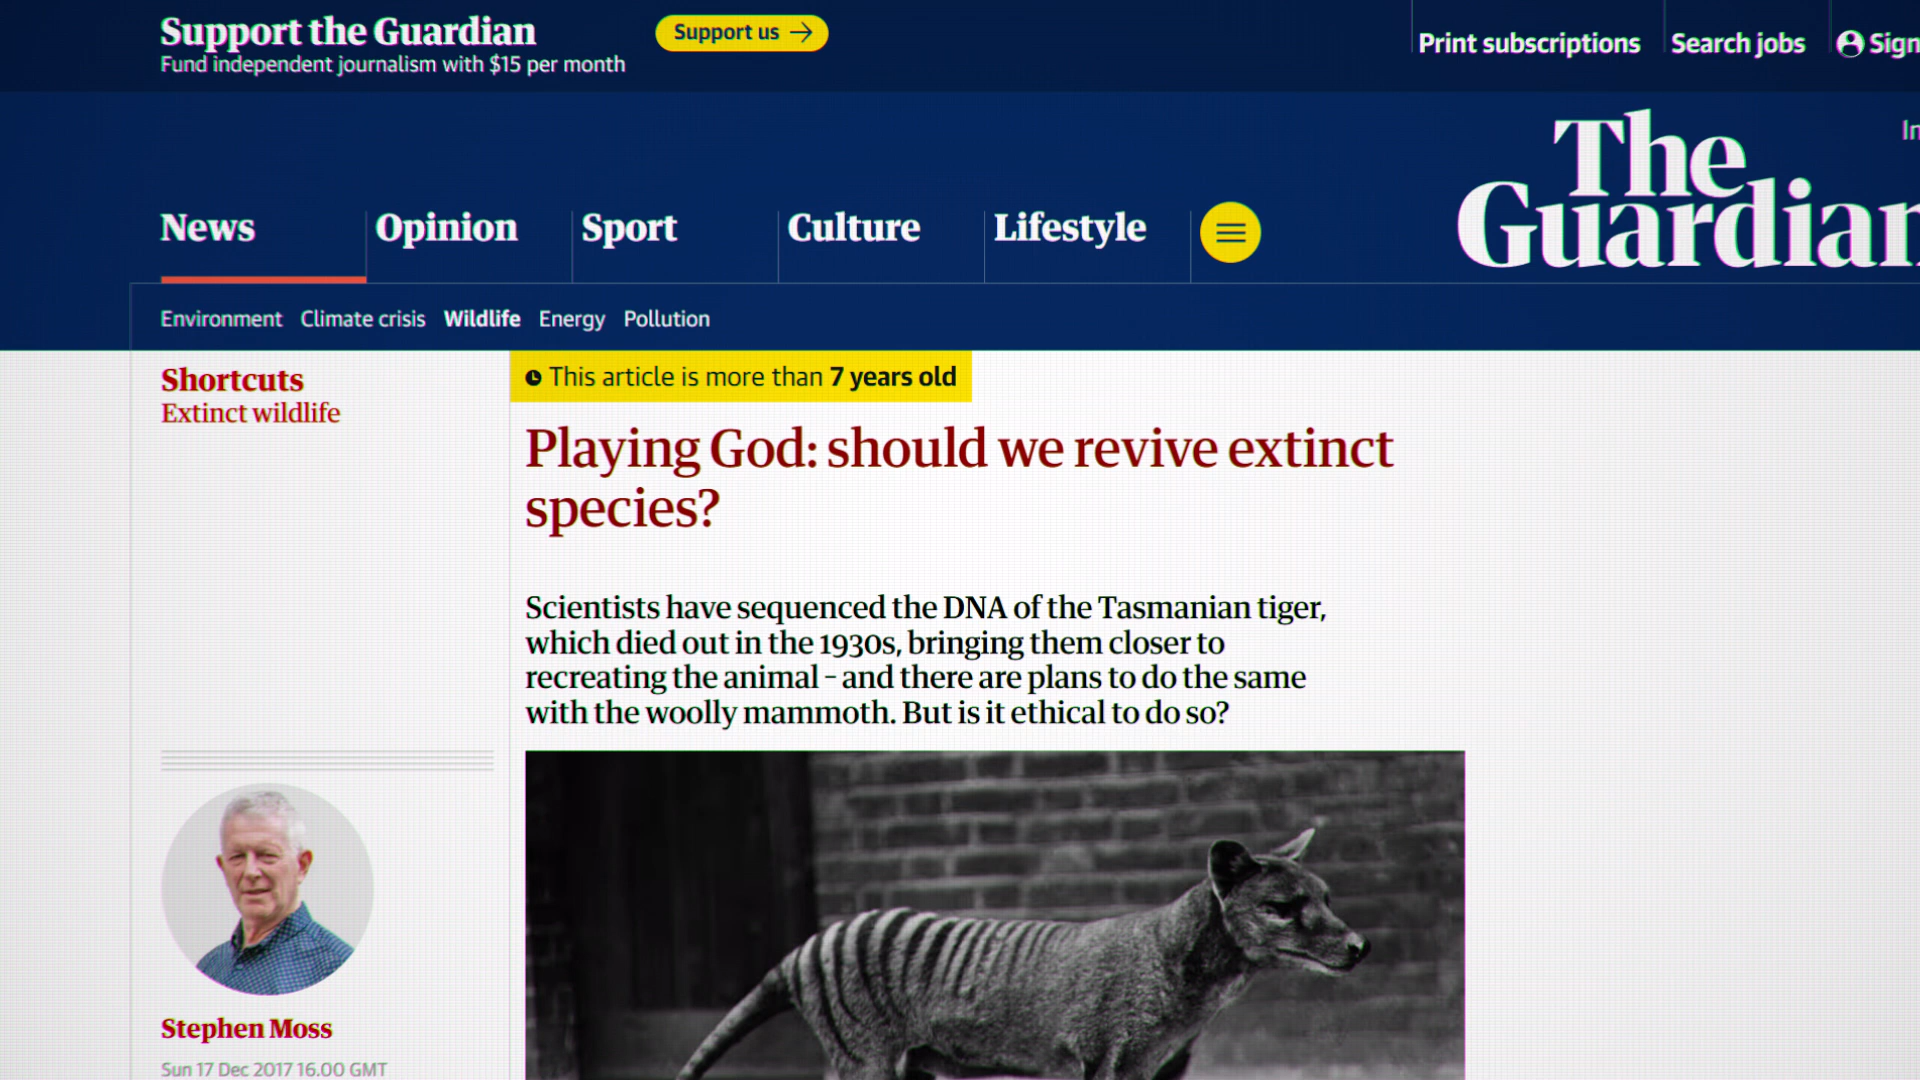 Support the Guardian
Fund independent journalism with $15 per month
Support us
Print subscriptions
Search jobs
Sign
The
Guardian
News
Opinion
Sport
Culture
Lifestyle
Environment
Climate crisis
Wildlife
Energy
Pollution
Shortcuts
Extinct wildlife
This article is more than 7 years old
Playing God: should we revive extinct
species?
Scientists have sequenced the DNA of the Tasmanian tiger,
which died out in the 1930s, bringing them closer to
recreating the animal – and there are plans to do the same
with the woolly mammoth. But is it ethical to do so?
Stephen Moss
Sun 17 Dec 2017 16.00 GMT